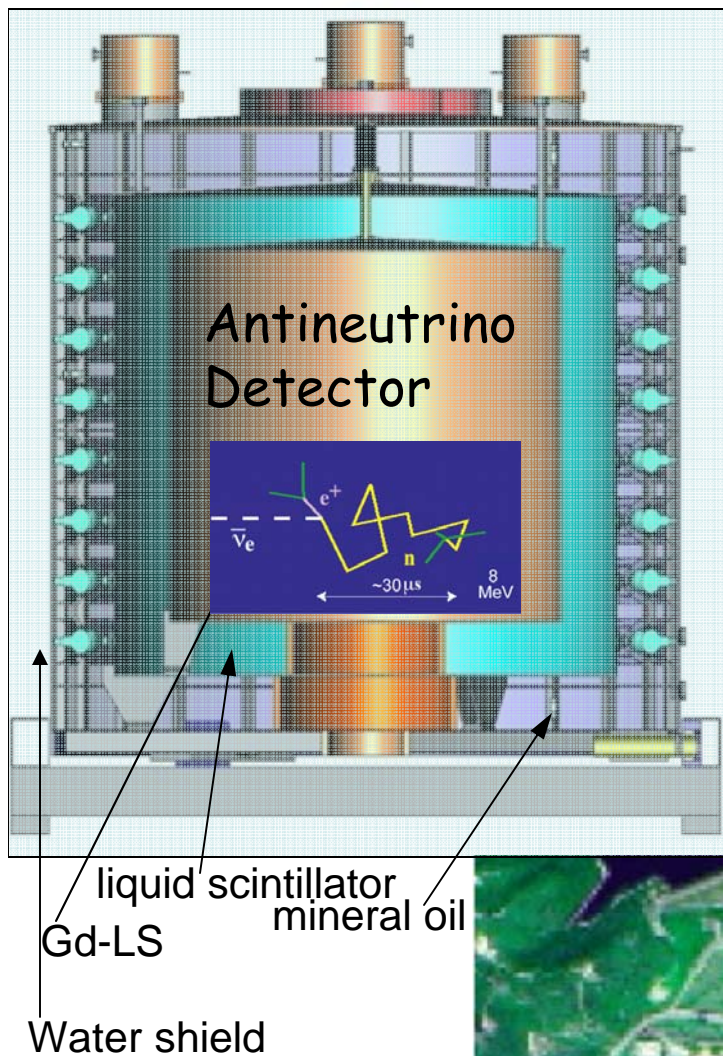 Antineutrino
Detector
e⁺
ν̄ₑ
n
~30 μs
8
MeV
liquid scintillator
mineral oil
Gd-LS
Water shield